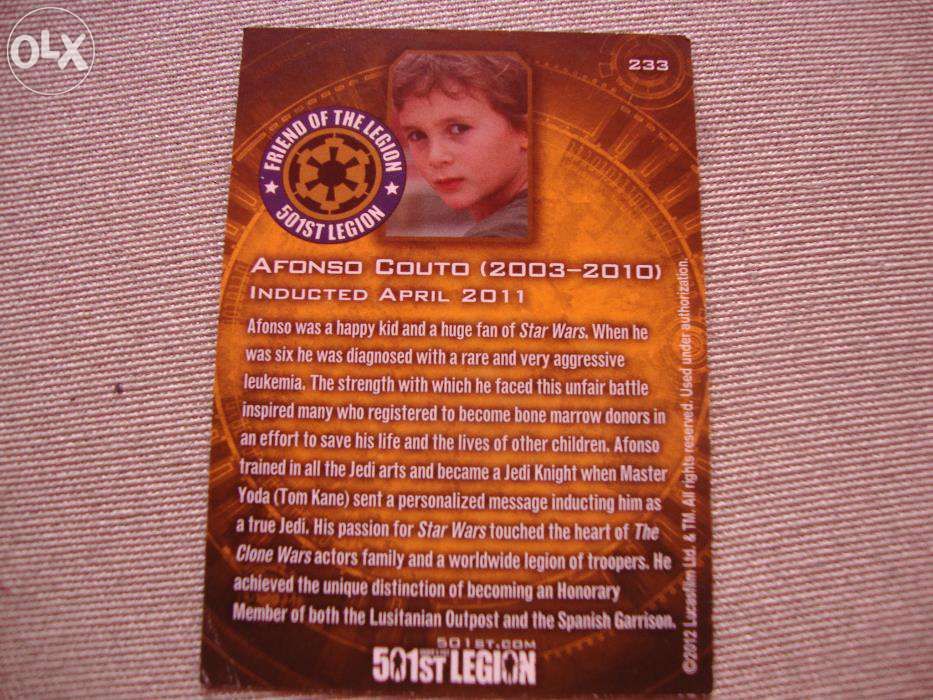 OLX
233
FRIEND OF THE LEGION
501ST LEGION
AFONSO COUTO (2003–2010)
INDUCTED APRIL 2011
Afonso was a happy kid and a huge fan of Star Wars. When he
was six he was diagnosed with a rare and very aggressive
leukemia. The strength with which he faced this unfair battle
inspired many who registered to become bone marrow donors in
an effort to save his life and the lives of other children. Afonso
trained in all the Jedi arts and became a Jedi Knight when Master
Yoda (Tom Kane) sent a personalized message inducting him as
a true Jedi. His passion for Star Wars touched the heart of The
Clone Wars actors family and a worldwide legion of troopers. He
achieved the unique distinction of becoming an Honorary
Member of both the Lusitanian Outpost and the Spanish Garrison.
501ST.COM
501ST LEGION
©2012 Lucasfilm Ltd. & TM. All rights reserved. Used under authorization.